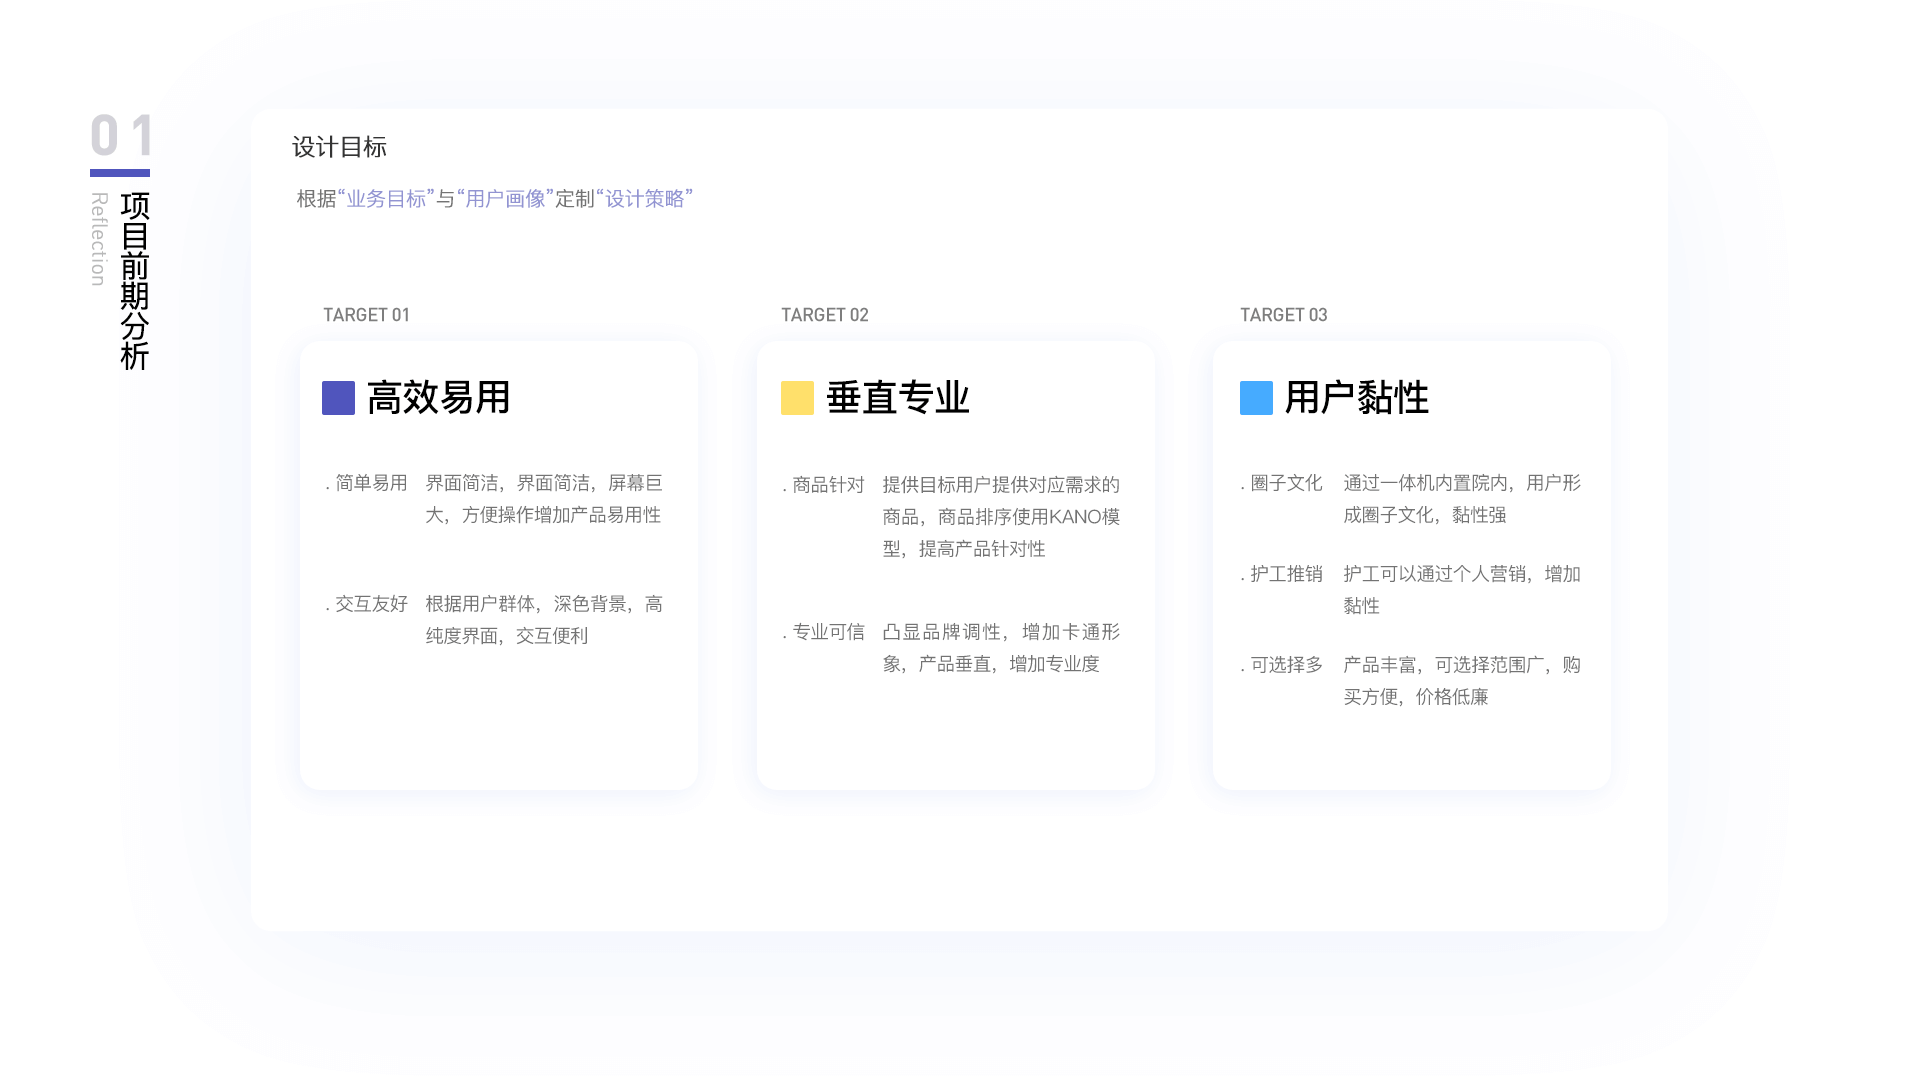 01
项目前期分析
Reflection
设计目标
根据“业务目标”与“用户画像”定制“设计策略”
TARGET 01
高效易用
. 简单易用 界面简洁，界面简洁，屏幕巨
大，方便操作增加产品易用性
. 交互友好 根据用户群体，深色背景，高
纯度界面，交互便利
TARGET 02
垂直专业
. 商品针对 提供目标用户提供对应需求的
商品，商品排序使用KANO模
型，提高产品针对性
. 专业可信 凸显品牌调性，增加卡通形
象，产品垂直，增加专业度
TARGET 03
用户黏性
. 圈子文化 通过一体机内置院内，用户形
成圈子文化，黏性强
. 护工推销 护工可以通过个人营销，增加
黏性
. 可选择多 产品丰富，可选择范围广，购
买方便，价格低廉